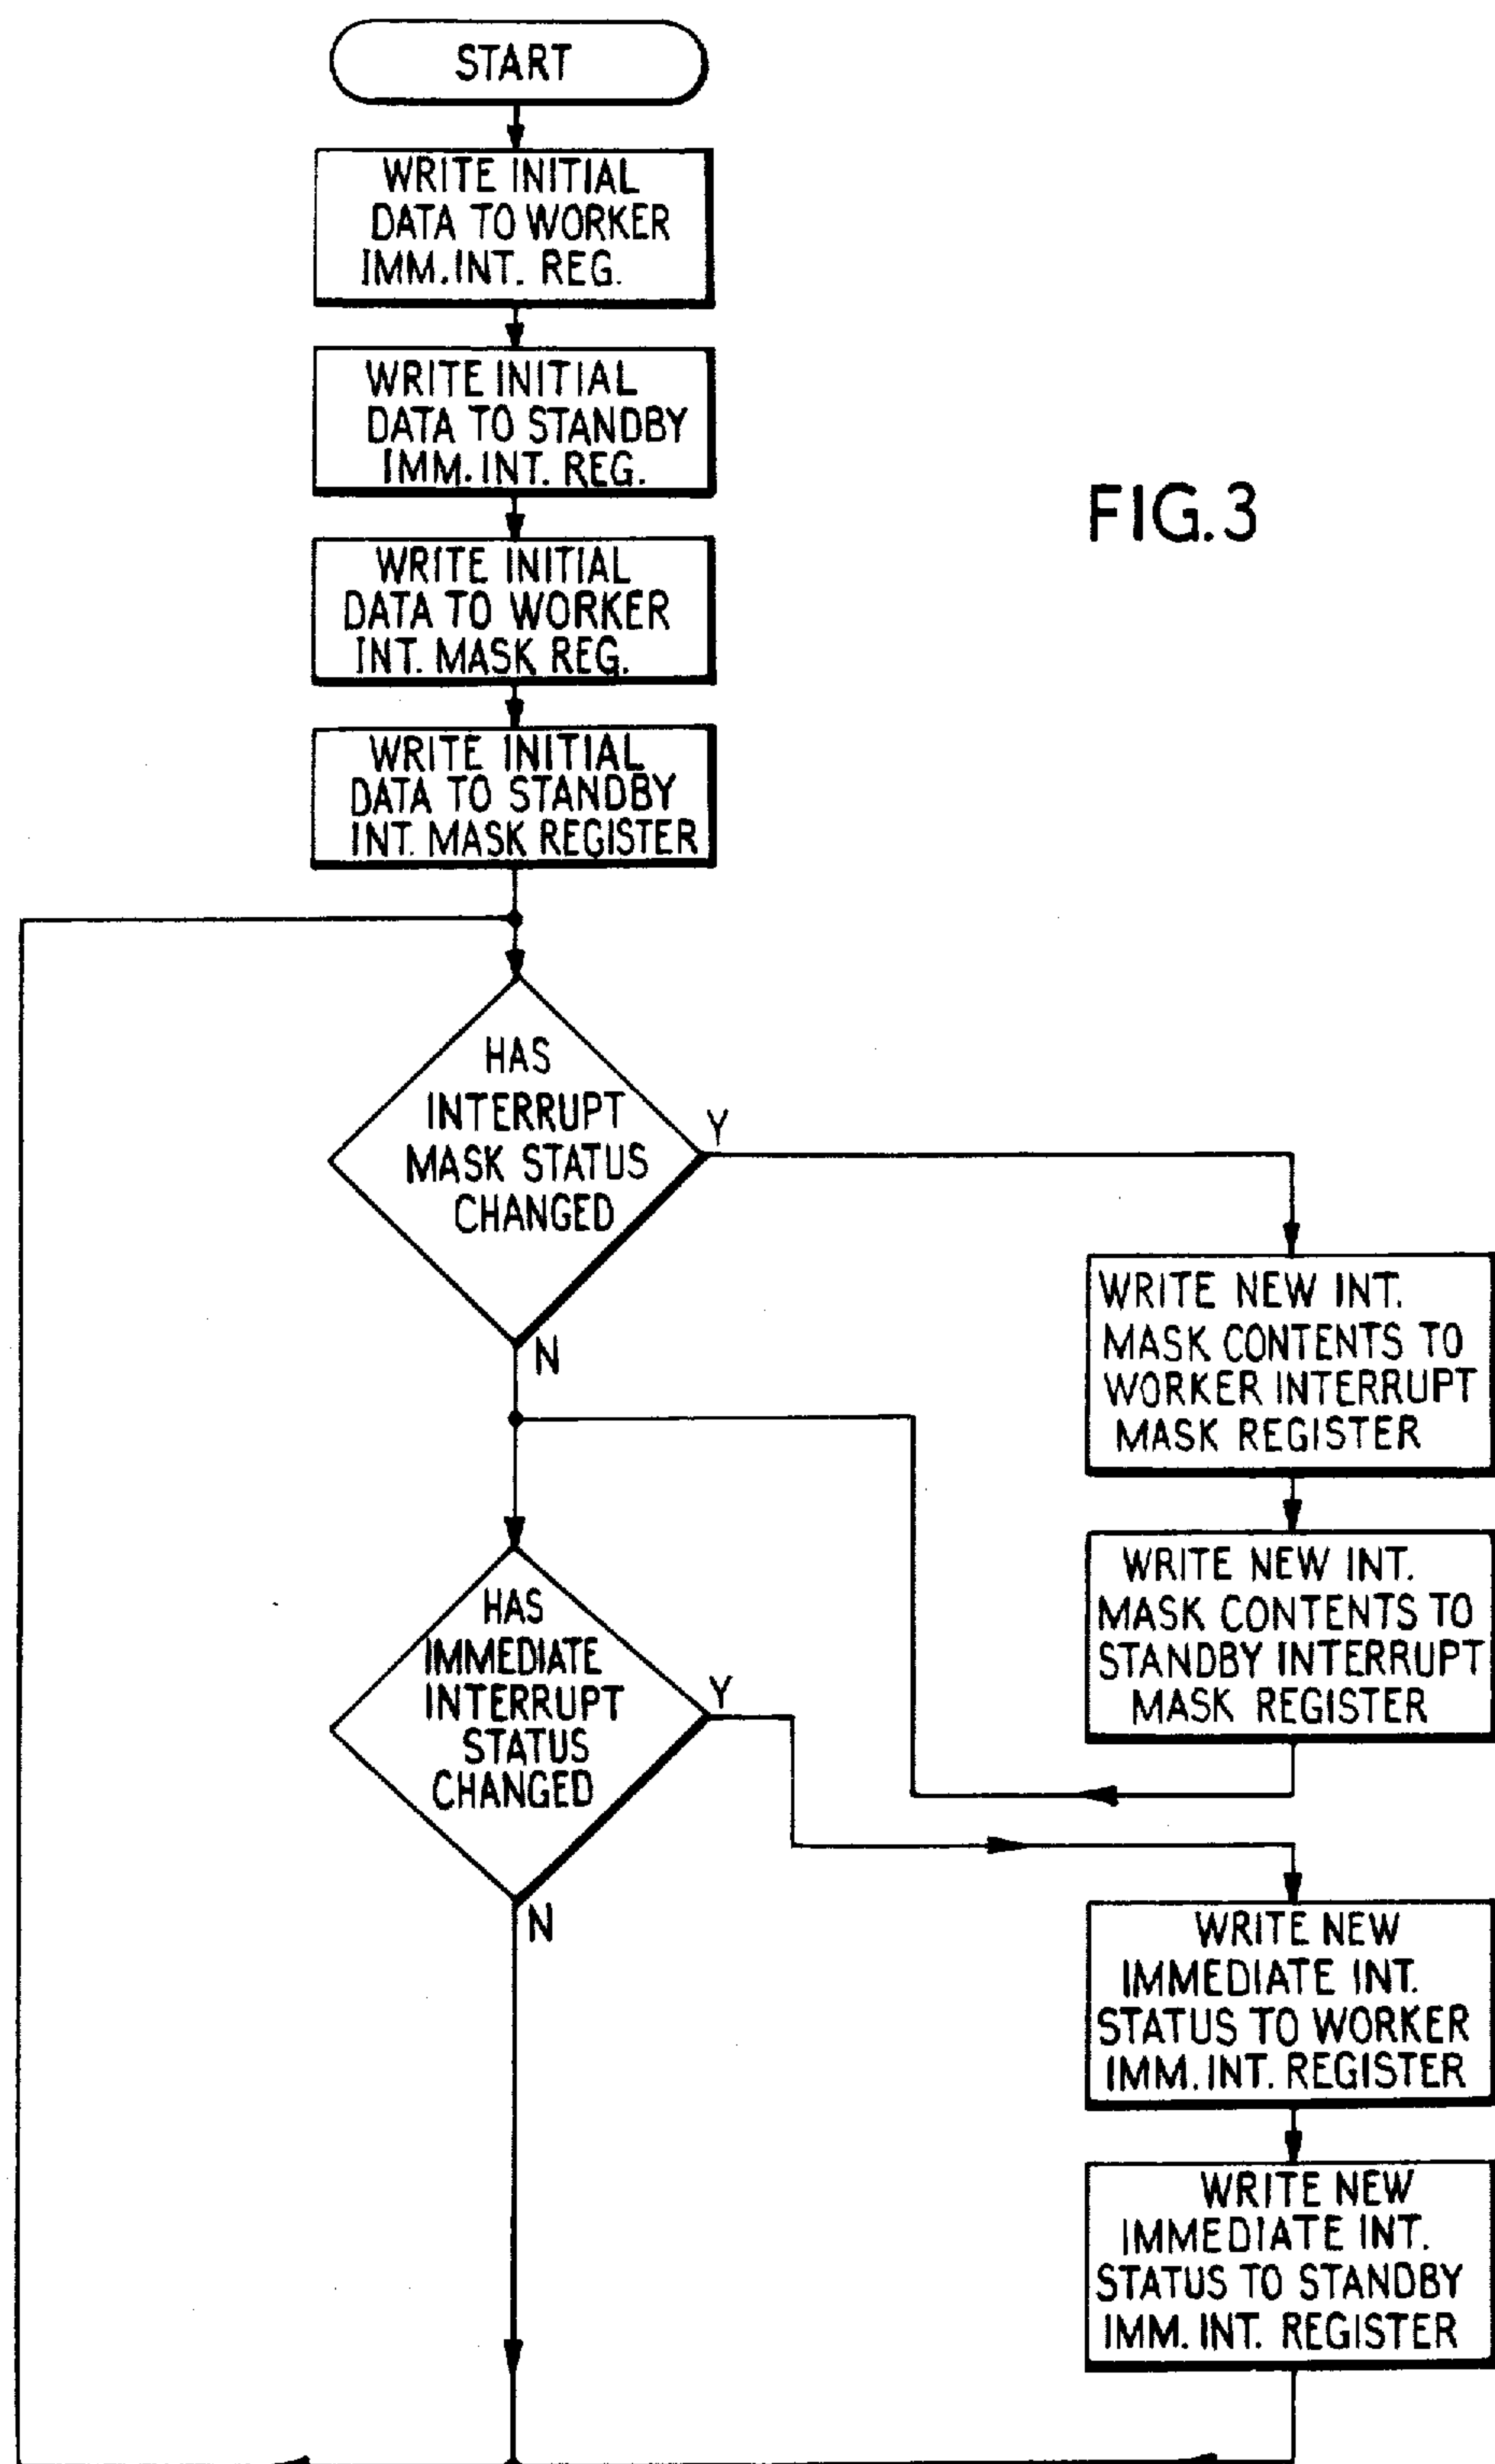 START
WRITE INITIAL
DATA TO WORKER
IMM.INT. REG.
WRITE INITIAL
DATA TO STANDBY
IMM.INT. REG.
FIG.3
WRITE INITIAL
DATA TO WORKER
INT. MASK REG.
WRITE INITIAL
DATA TO STANDBY
INT. MASK REGISTER
HAS
INTERRUPT
MASK STATUS
CHANGED
Y
N
WRITE NEW INT.
MASK CONTENTS TO
WORKER INTERRUPT
MASK REGISTER
WRITE NEW INT.
MASK CONTENTS TO
STANDBY INTERRUPT
MASK REGISTER
HAS
IMMEDIATE
INTERRUPT
STATUS
CHANGED
Y
N
WRITE NEW
IMMEDIATE INT.
STATUS TO WORKER
IMM.INT. REGISTER
WRITE NEW
IMMEDIATE INT.
STATUS TO STANDBY
IMM. INT. REGISTER